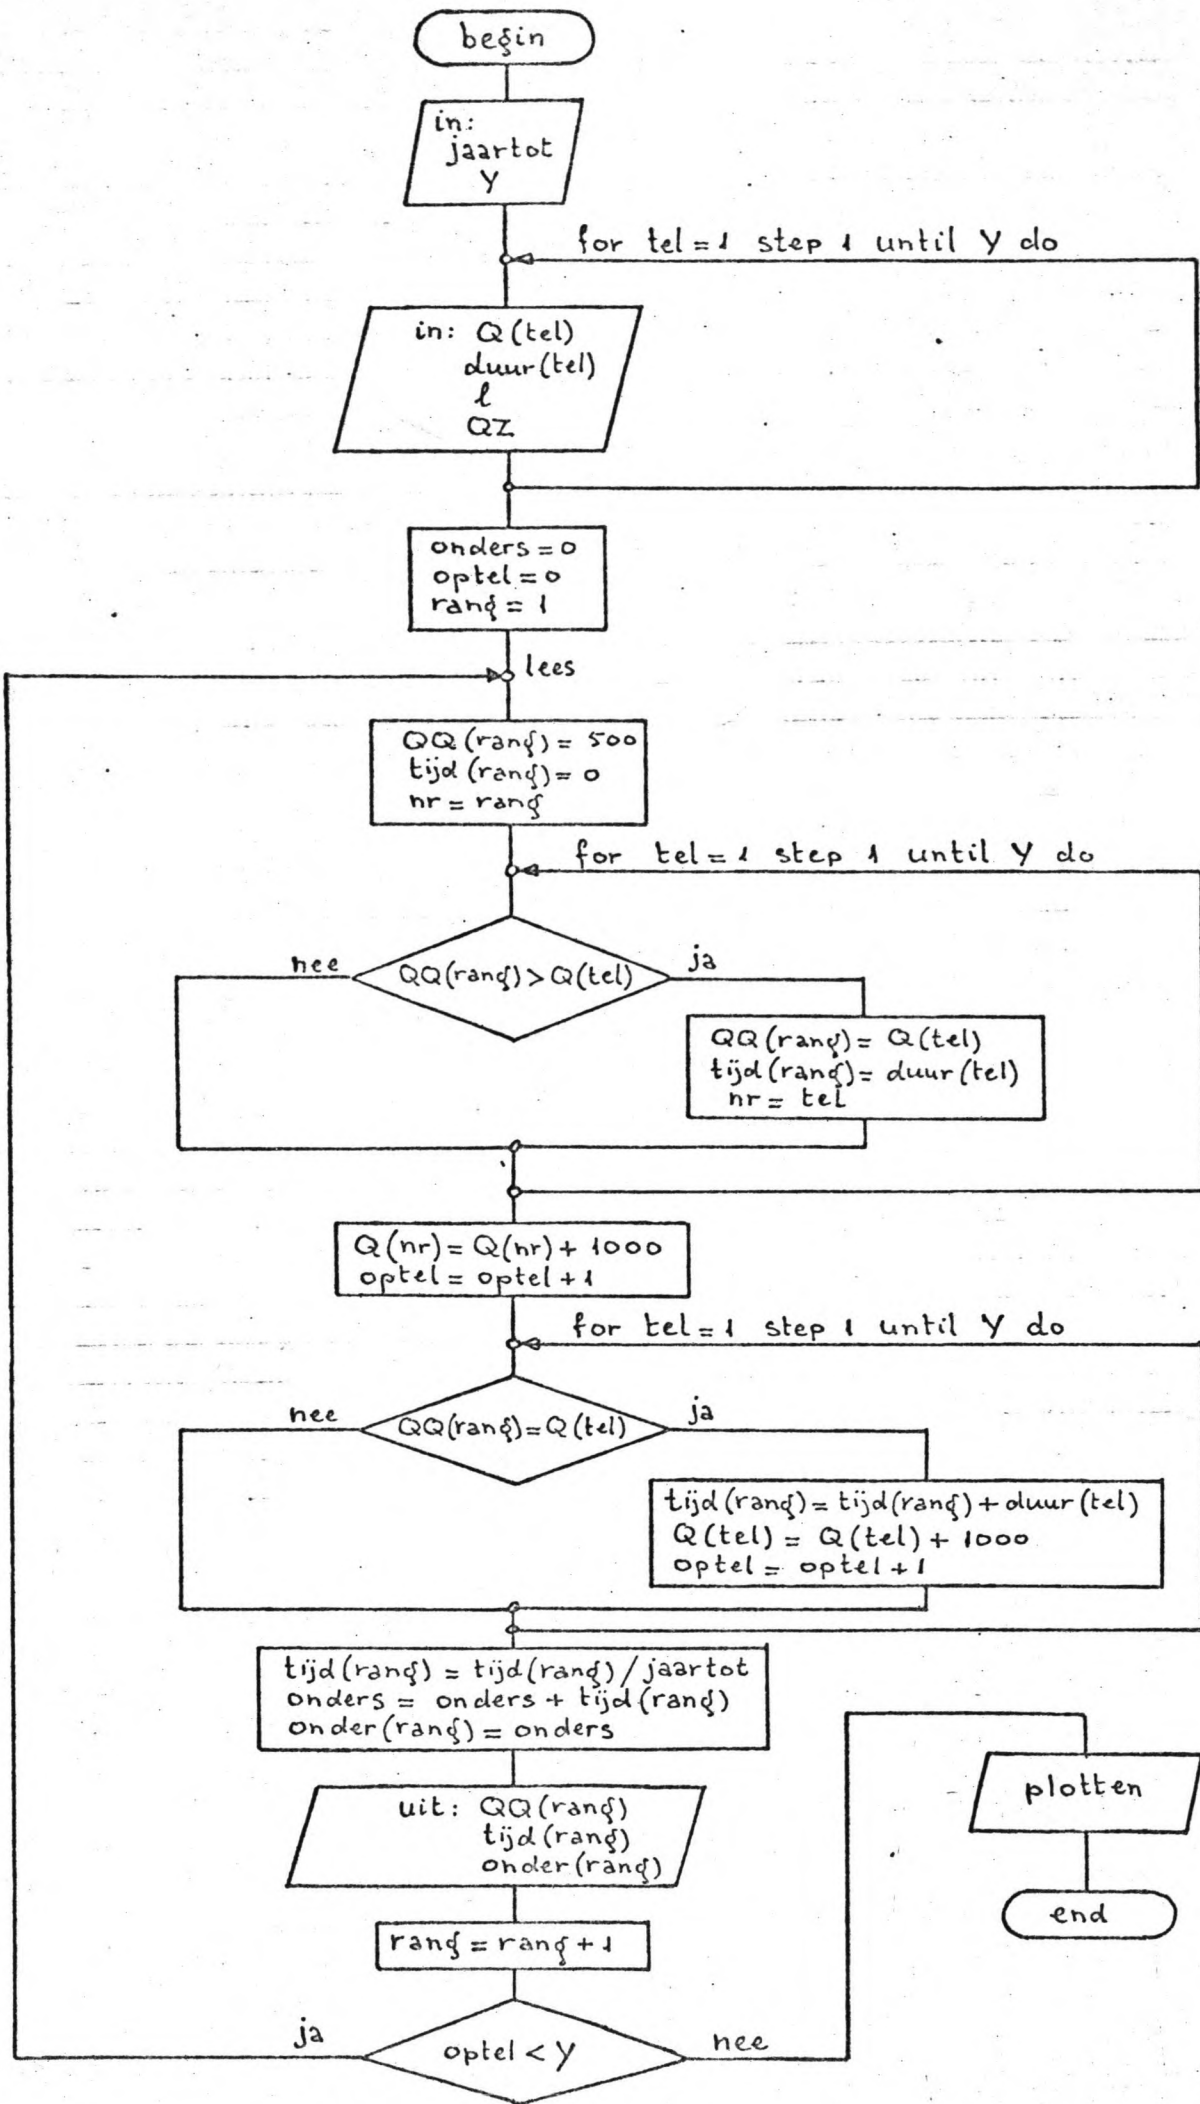 begin
in:
jaartot
Y
for tel = 1 step 1 until Y do
in: Q(tel)
duur(tel)
l
QZ
onders = 0
optel = 0
rang = 1
lees
QQ(rang) = 500
tijd(rang) = 0
nr = rang
for tel = 1 step 1 until Y do
nee
QQ(rang) > Q(tel)
ja
QQ(rang) = Q(tel)
tijd(rang) = duur(tel)
nr = tel
Q(nr) = Q(nr) + 1000
optel = optel + 1
for tel = 1 step 1 until Y do
nee
QQ(rang) = Q(tel)
ja
tijd(rang) = tijd(rang) + duur(tel)
Q(tel) = Q(tel) + 1000
optel = optel + 1
tijd(rang) = tijd(rang) / jaartot
onders = onders + tijd(rang)
onder(rang) = onders
plotten
uit: QQ(rang)
tijd(rang)
onder(rang)
end
rang = rang + 1
ja
optel < Y
nee